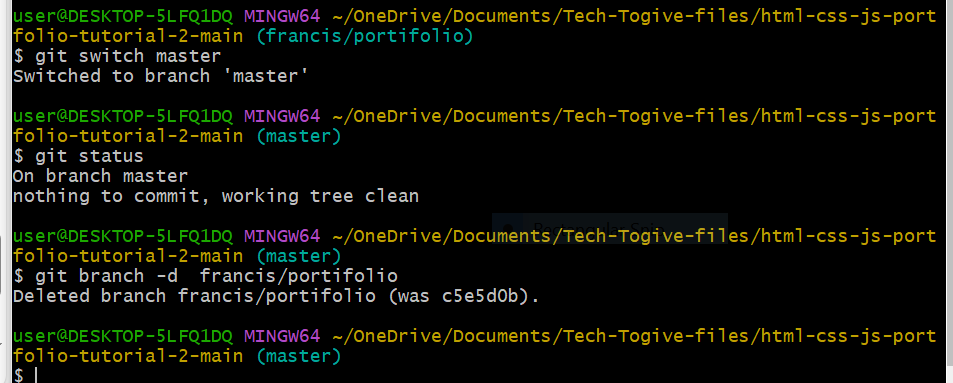 user@DESKTOP-5LFQ1DQ MINGW64 ~/OneDrive/Documents/Tech-Togive-files/html-css-js-port
folio-tutorial-2-main (francis/portifolio)
$ git switch master
Switched to branch 'master'
user@DESKTOP-5LFQ1DQ MINGW64 ~/OneDrive/Documents/Tech-Togive-files/html-css-js-port
folio-tutorial-2-main (master)
$ git status
On branch master
nothing to commit, working tree clean
user@DESKTOP-5LFQ1DQ MINGW64 ~/OneDrive/Documents/Tech-Togive-files/html-css-js-port
folio-tutorial-2-main (master)
$ git branch -d  francis/portifolio
Deleted branch francis/portifolio (was c5e5d0b).
user@DESKTOP-5LFQ1DQ MINGW64 ~/OneDrive/Documents/Tech-Togive-files/html-css-js-port
folio-tutorial-2-main (master)
$